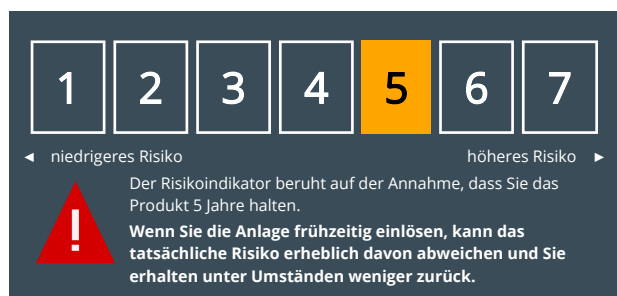 1 2 3 4 5 6 7
◄ niedrigeres Risiko höheres Risiko ►
!
Der Risikoindikator beruht auf der Annahme, dass Sie das
Produkt 5 Jahre halten.
Wenn Sie die Anlage frühzeitig einlösen, kann das
tatsächliche Risiko erheblich davon abweichen und Sie
erhalten unter Umständen weniger zurück.